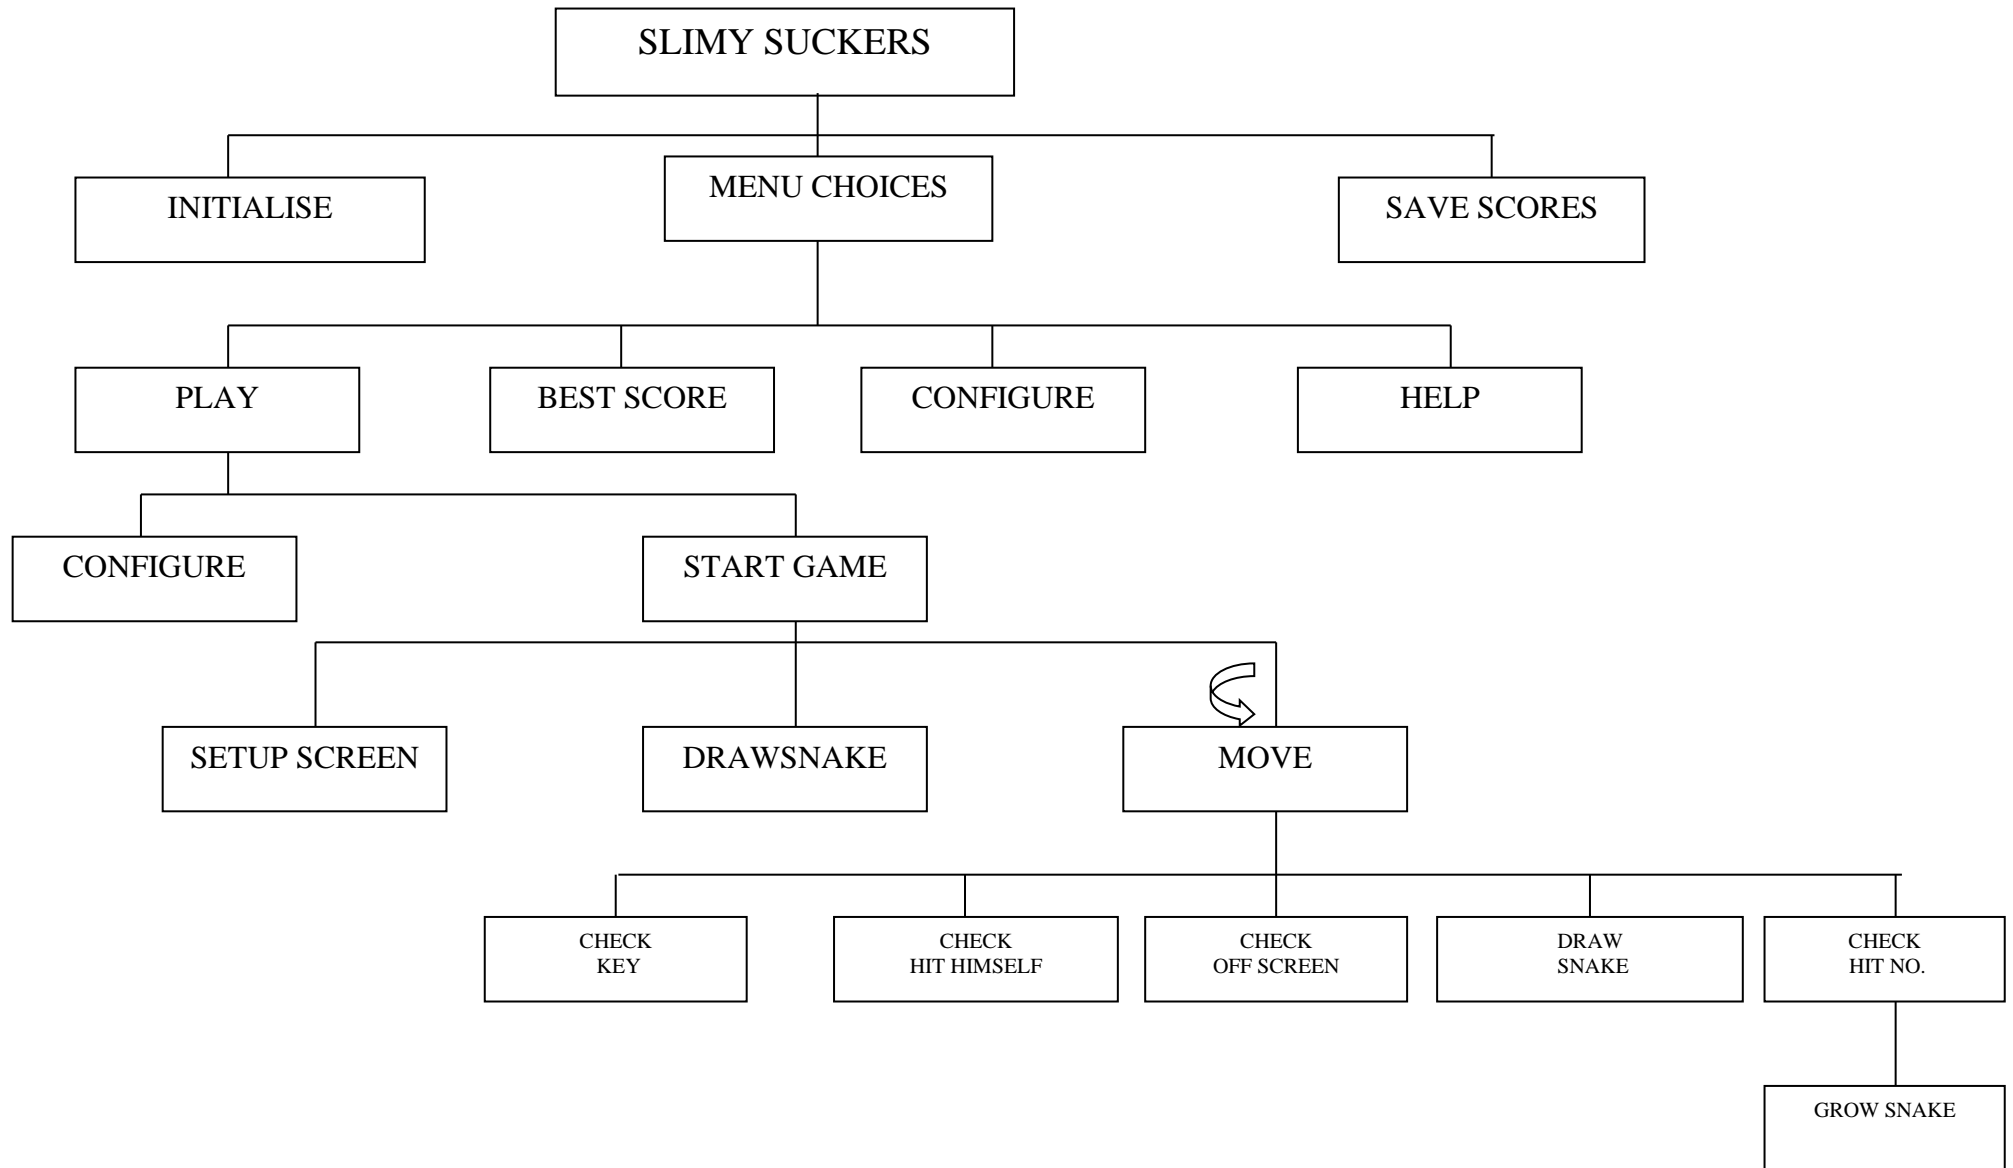 SLIMY SUCKERS
INITIALISE
MENU CHOICES
SAVE SCORES
PLAY
BEST SCORE
CONFIGURE
HELP
CONFIGURE
START GAME
SETUP SCREEN
DRAWSNAKE
MOVE
CHECK
KEY
CHECK
HIT HIMSELF
CHECK
OFF SCREEN
DRAW
SNAKE
CHECK
HIT NO.
GROW SNAKE